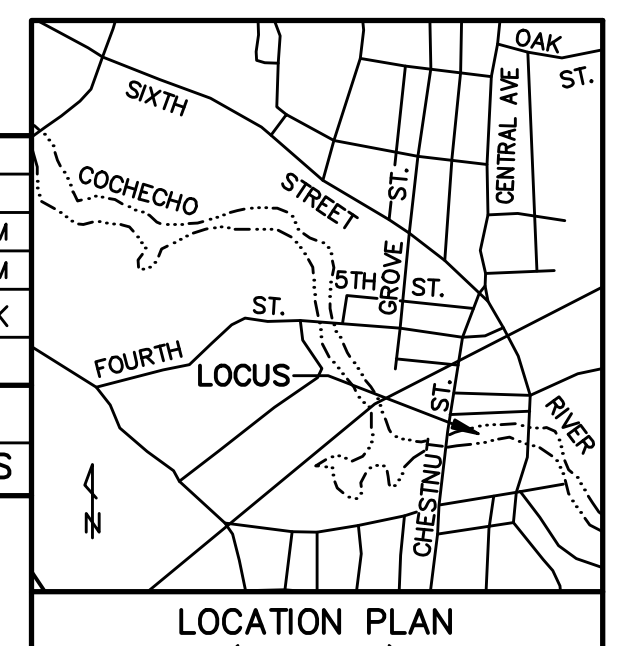 OAK
ST.
CENTRAL AVE
SIXTH
STREET
COCHECHO
GROVE ST.
5TH ST.
FOURTH ST.
LOCUS
CHESTNUT ST.
RIVER
N
M
M
K
S
LOCATION PLAN